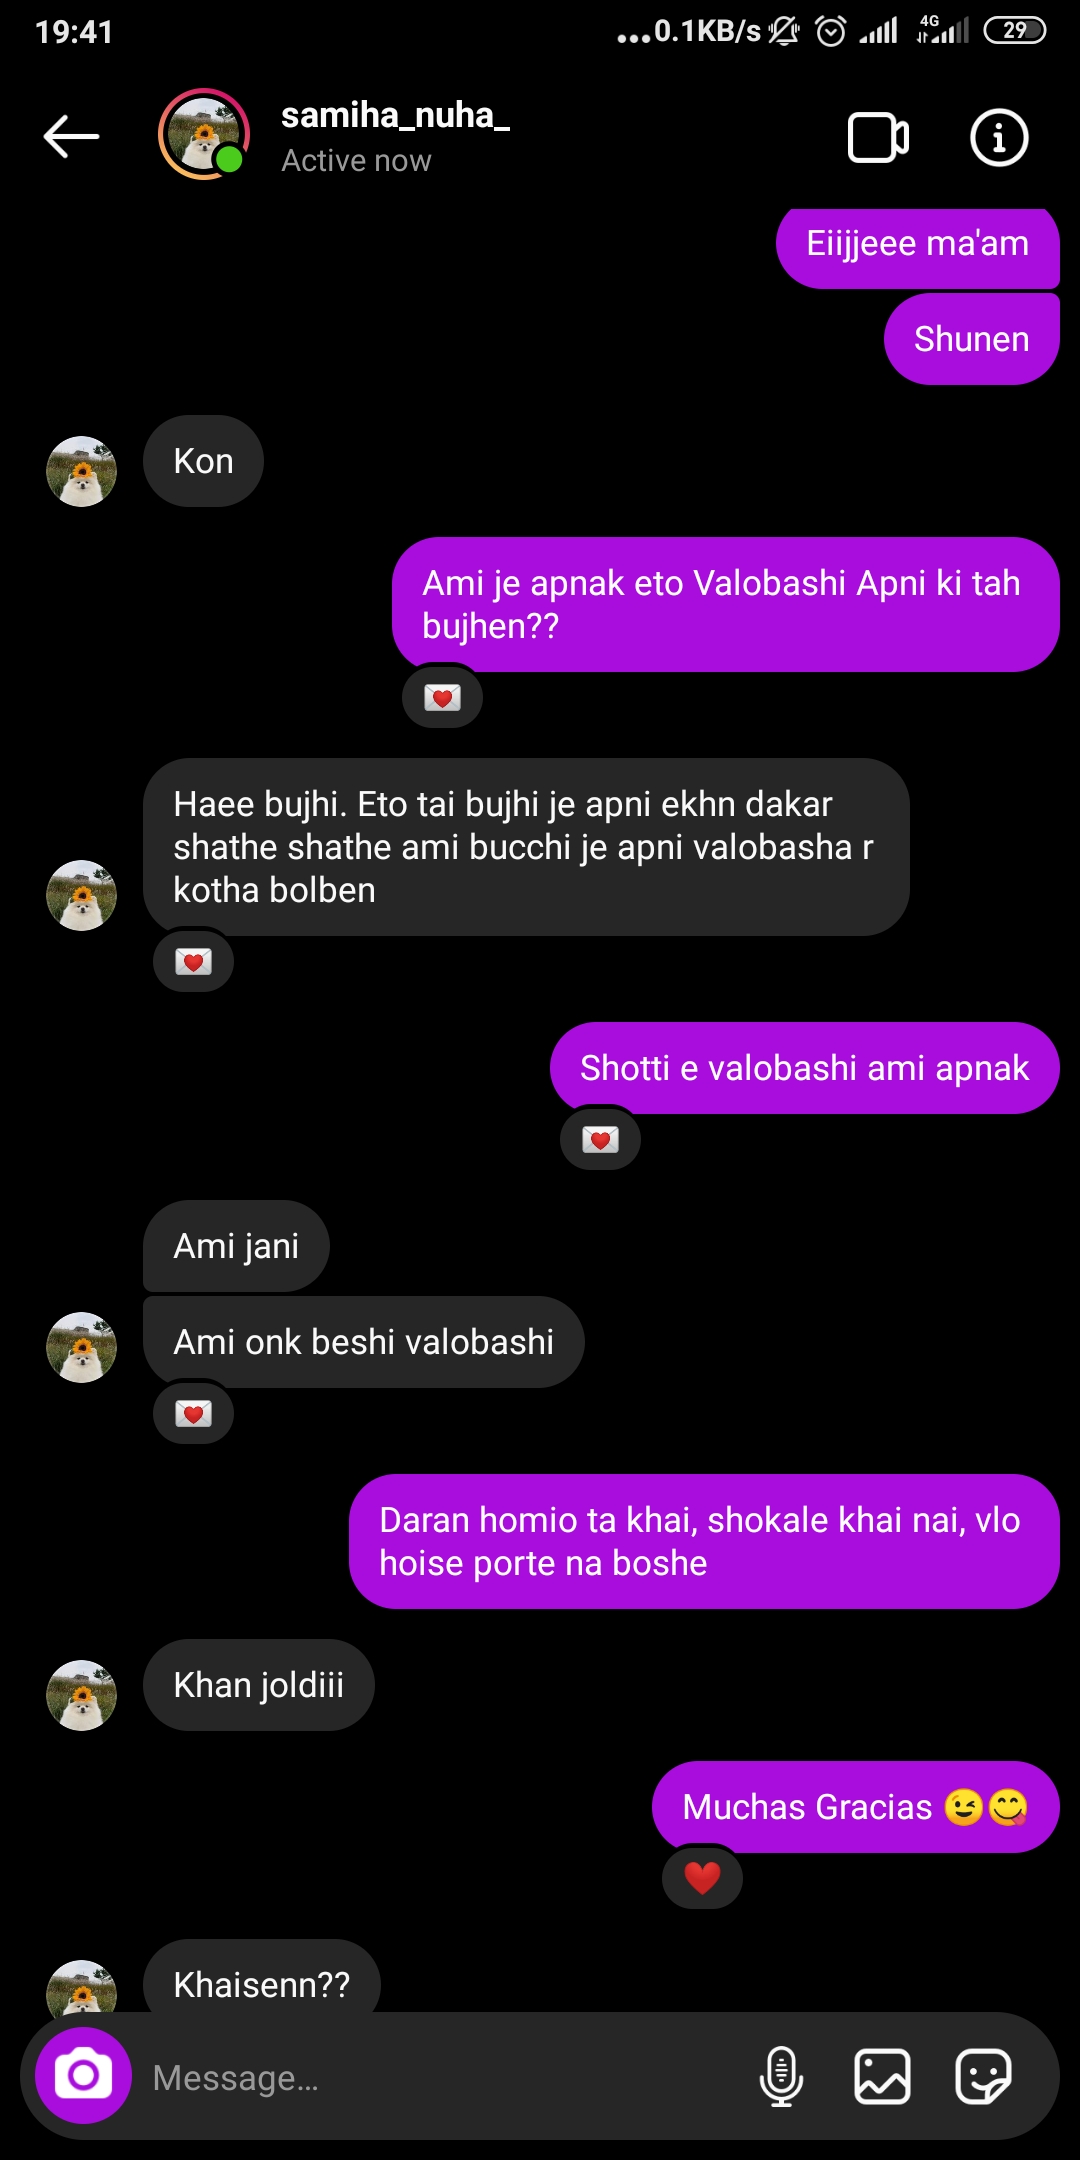 19:41
...0.1KB/s 4G 29
samiha_nuha_
Active now
Eiijjeee ma'am
Shunen
Kon
Ami je apnak eto Valobashi Apni ki tah
bujhen??
💌
Haee bujhi. Eto tai bujhi je apni ekhn dakar
shathe shathe ami bucchi je apni valobasha r
kotha bolben
💌
Shotti e valobashi ami apnak
💌
Ami jani
Ami onk beshi valobashi
💌
Daran homio ta khai, shokale khai nai, vlo
hoise porte na boshe
Khan joldiii
Muchas Gracias 😉😋
❤️
Khaisenn??
Message...